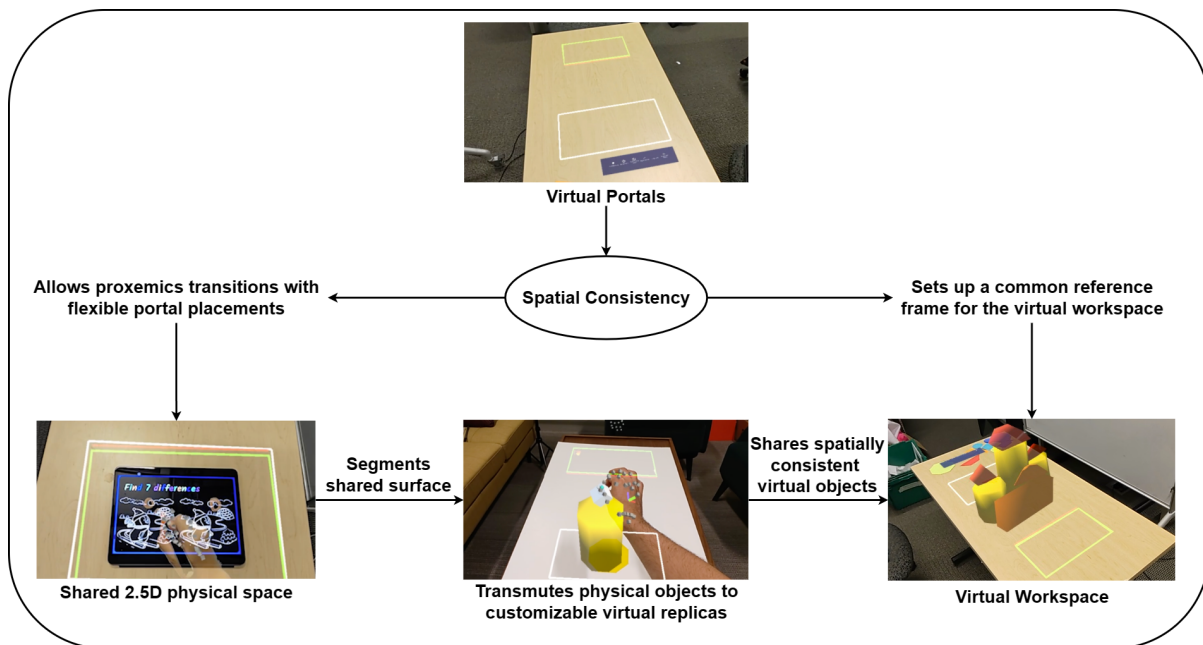 Virtual Portals
Allows proxemics transitions with
flexible portal placements
Spatial Consistency
Sets up a common reference
frame for the virtual workspace
Find 7 differences
Segments
shared surface
Shares spatially
consistent
virtual objects
Shared 2.5D physical space
Transmutes physical objects to
customizable virtual replicas
Virtual Workspace